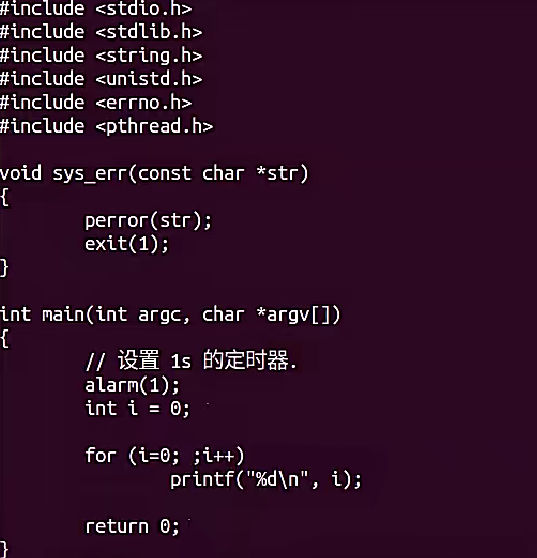 #include <stdio.h>
#include <stdlib.h>
#include <string.h>
#include <unistd.h>
#include <errno.h>
#include <pthread.h>
void sys_err(const char *str)
{
perror(str);
exit(1);
}
int main(int argc, char *argv[])
{
// 设置 1s 的定时器.
alarm(1);
int i = 0;
for (i=0; ;i++)
printf("%d\n", i);
return 0;
}